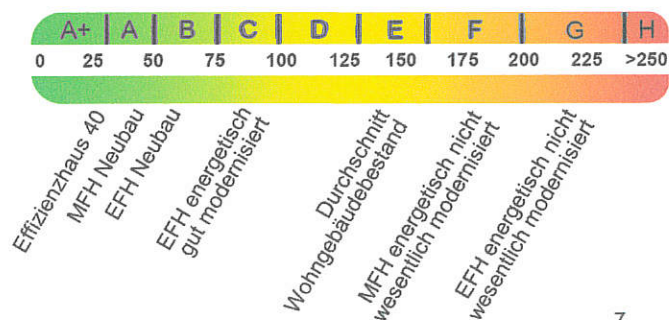 A+ A B C D E F G H
0 25 50 75 100 125 150 175 200 225 >250
Effizienzhaus 40
MFH Neubau
EFH Neubau
EFH energetisch
gut modernisiert
Durchschnitt
Wohngebäudebestand
MFH energetisch nicht
wesentlich modernisiert
EFH energetisch nicht
wesentlich modernisiert
7